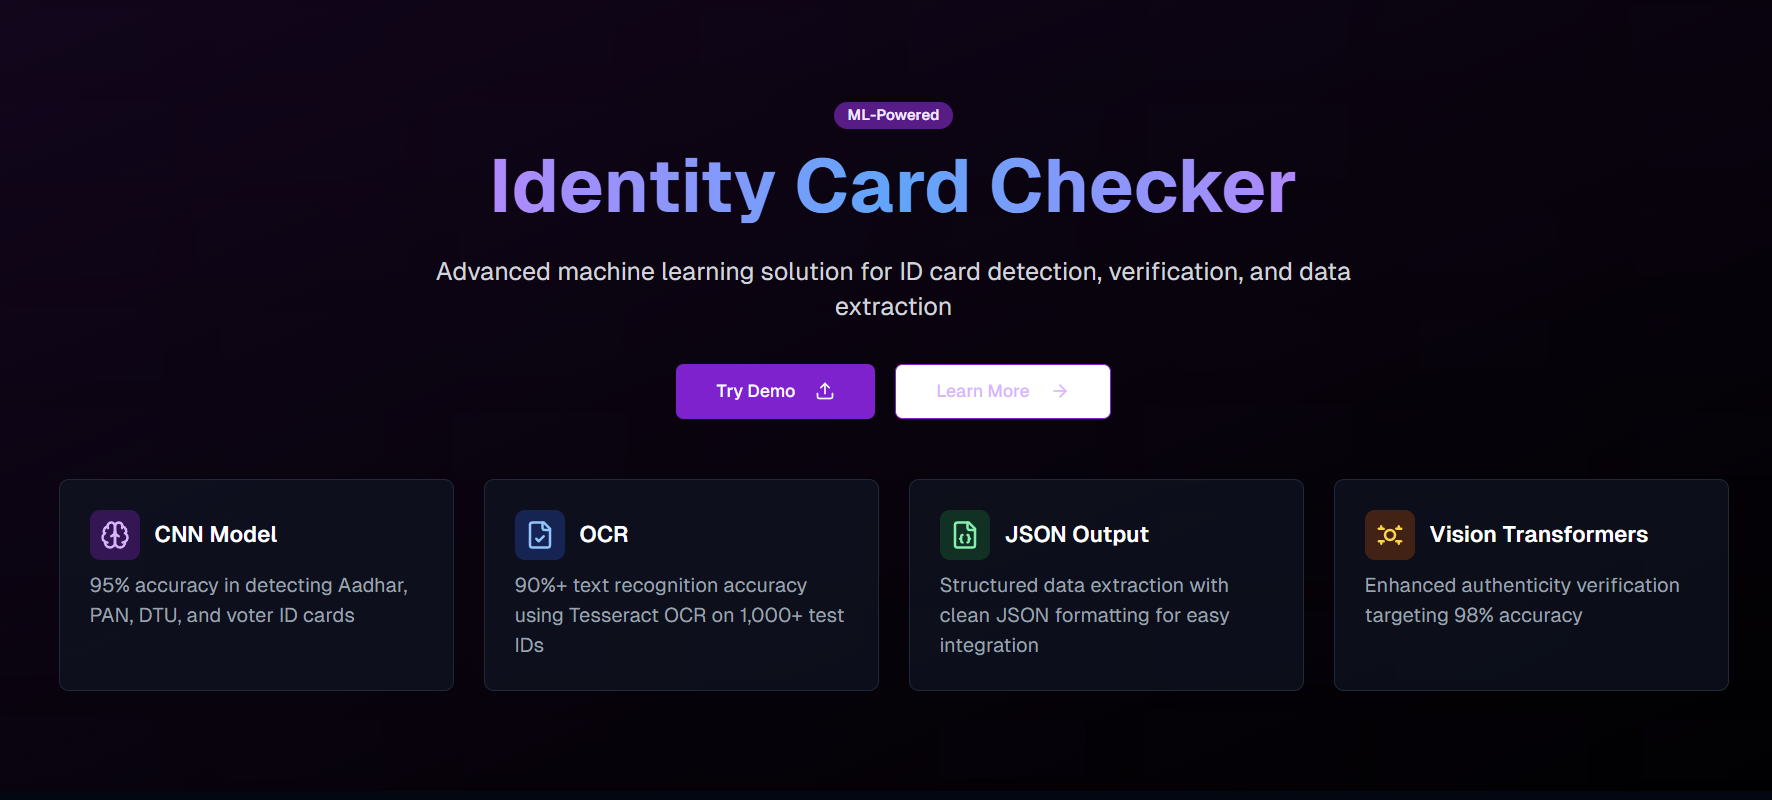 ML-Powered
Identity Card Checker
Advanced machine learning solution for ID card detection, verification, and data
extraction
Try Demo
Learn More
CNN Model
95% accuracy in detecting Aadhar,
PAN, DTU, and voter ID cards
OCR
90%+ text recognition accuracy
using Tesseract OCR on 1,000+ test
IDs
JSON Output
Structured data extraction with
clean JSON formatting for easy
integration
Vision Transformers
Enhanced authenticity verification
targeting 98% accuracy